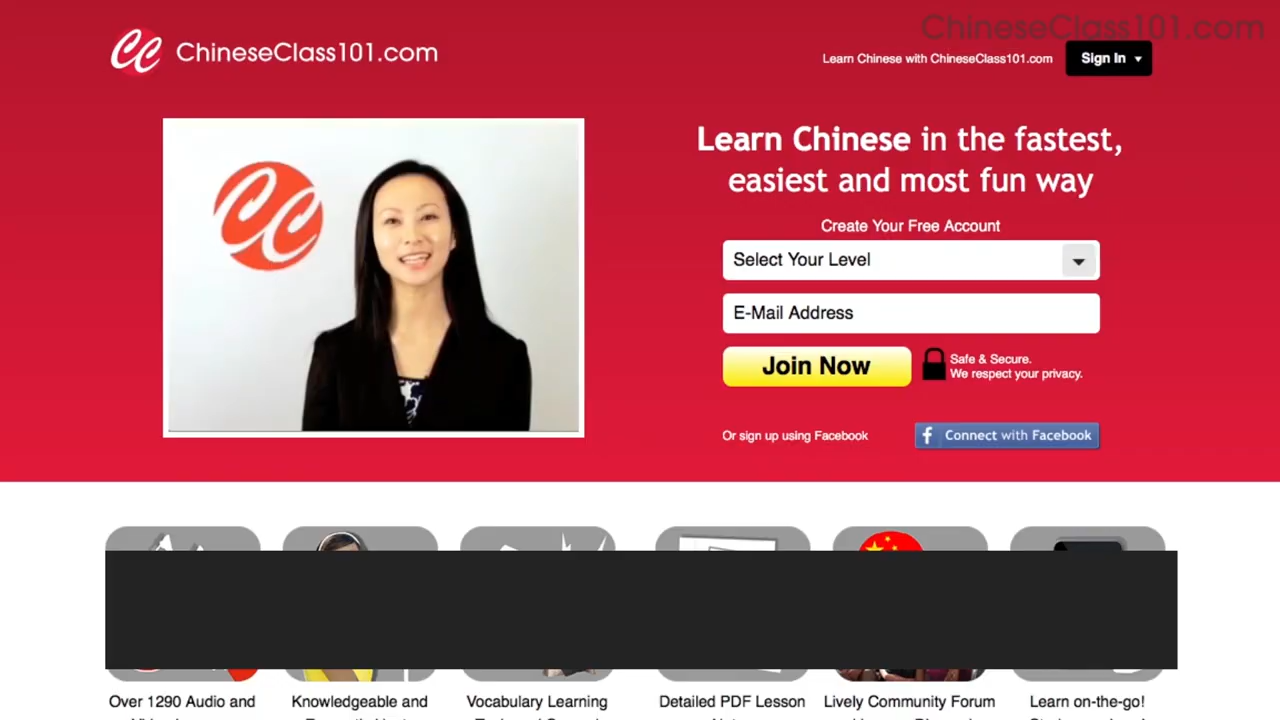 ChineseClass101.com
CC ChineseClass101.com
Learn Chinese with ChineseClass101.com
Sign In
Learn Chinese in the fastest,
easiest and most fun way
CC
Create Your Free Account
Select Your Level
E-Mail Address
Join Now
Safe & Secure.
We respect your privacy.
Or sign up using Facebook
f Connect with Facebook
Over 1290 Audio and
Knowledgeable and
Vocabulary Learning
Detailed PDF Lesson
Lively Community Forum
Learn on-the-go!